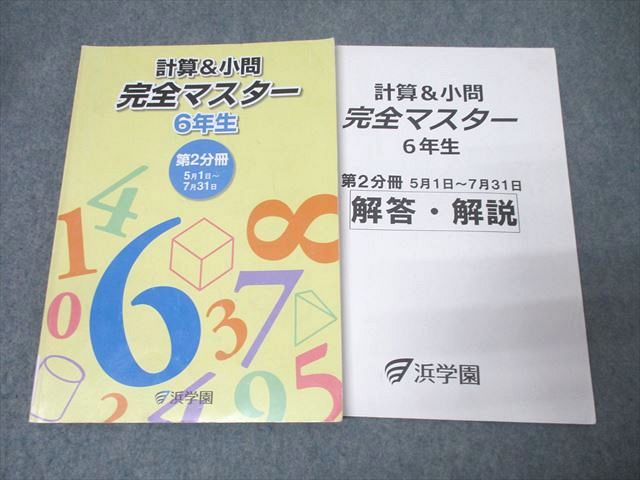 計算＆小問
完全マスター
6年生
第2分冊
5月1日～
7月31日
4
1
8
6
0
3
7
2
4
9
5
浜学園
計算＆小問
完全マスター
6年生
第2分冊 5月1日～7月31日
解答・解説
浜学園